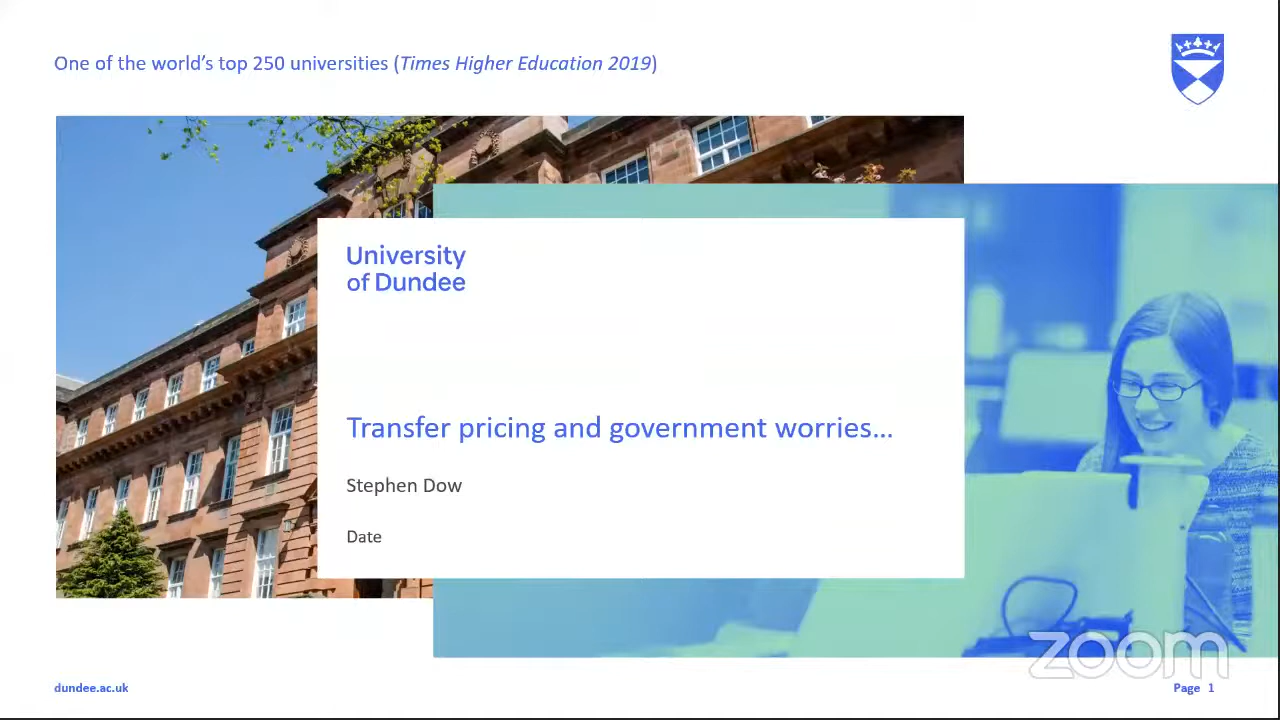 One of the world’s top 250 universities (Times Higher Education 2019)
University
of Dundee
Transfer pricing and government worries...
Stephen Dow
Date
zoom
dundee.ac.uk
Page 1